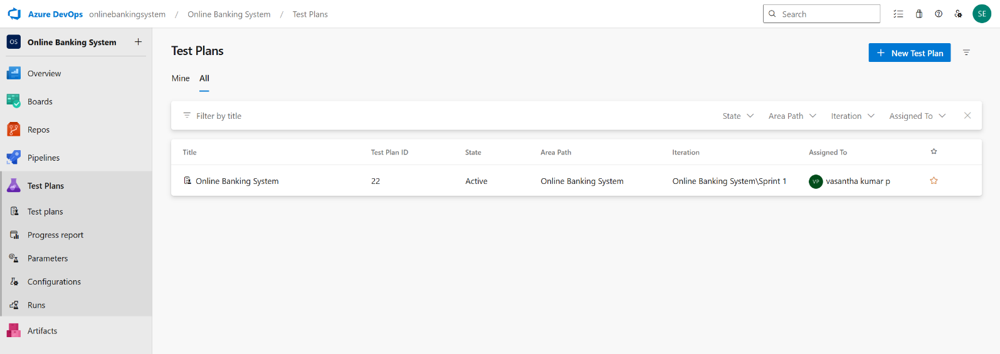 Azure DevOps onlinebankingsystem / Online Banking System / Test Plans Search SE
OS Online Banking System +
Overview
Boards
Repos
Pipelines
Test Plans
Test plans
Progress report
Parameters
Configurations
Runs
Artifacts
Test Plans
+ New Test Plan
Mine All
Filter by title State Area Path Iteration Assigned To
Title Test Plan ID State Area Path Iteration Assigned To
Online Banking System 22 Active Online Banking System Online Banking System\Sprint 1 VP vasantha kumar p